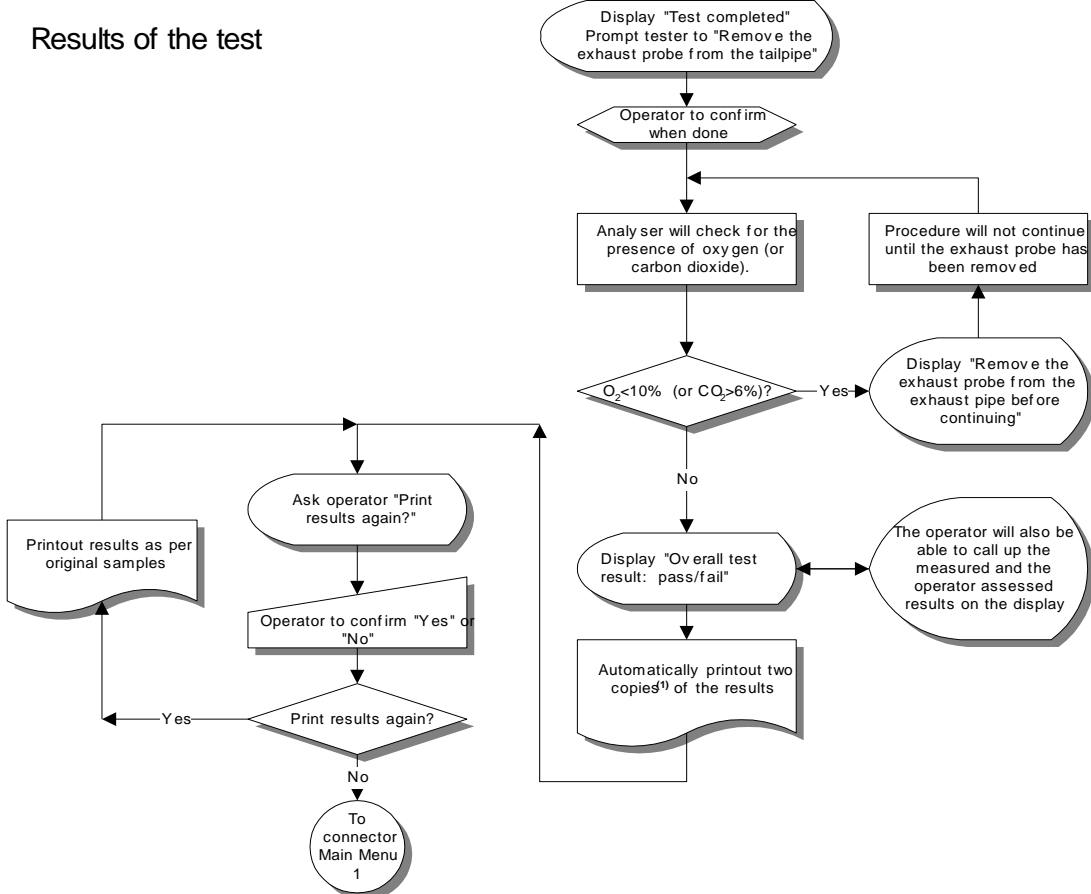 Results of the test
Display "Test completed"
Prompt tester to "Remove the
exhaust probe from the tailpipe"
Operator to confirm
when done
Analyser will check for the
presence of oxygen (or
carbon dioxide).
Procedure will not continue
until the exhaust probe has
been removed
O2<10% (or CO2>6%)?
Yes
Display "Remove the
exhaust probe from the
exhaust pipe before
continuing"
No
Display "Overall test
result: pass/fail"
The operator will also be
able to call up the
measured and the
operator assessed
results on the display
Automatically printout two
copies(1) of the results
Ask operator "Print
results again?"
Operator to confirm "Yes" or
"No"
Print results again?
Yes
Printout results as per
original samples
No
To
connector
Main Menu
1